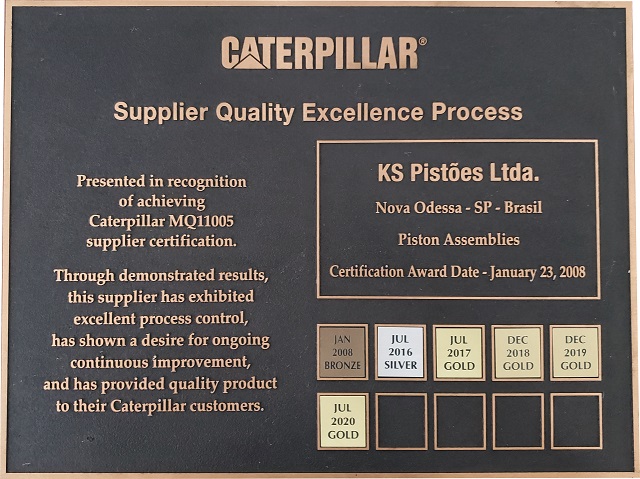 CATERPILLAR®
Supplier Quality Excellence Process
Presented in recognition
of achieving
Caterpillar MQ11005
supplier certification.
Through demonstrated results,
this supplier has exhibited
excellent process control,
has shown a desire for ongoing
continuous improvement,
and has provided quality product
to their Caterpillar customers.
KS Pistões Ltda.
Nova Odessa - SP - Brasil
Piston Assemblies
Certification Award Date - January 23, 2008
JAN
2008
BRONZE
JUL
2016
SILVER
JUL
2017
GOLD
DEC
2018
GOLD
DEC
2019
GOLD
JUL
2020
GOLD